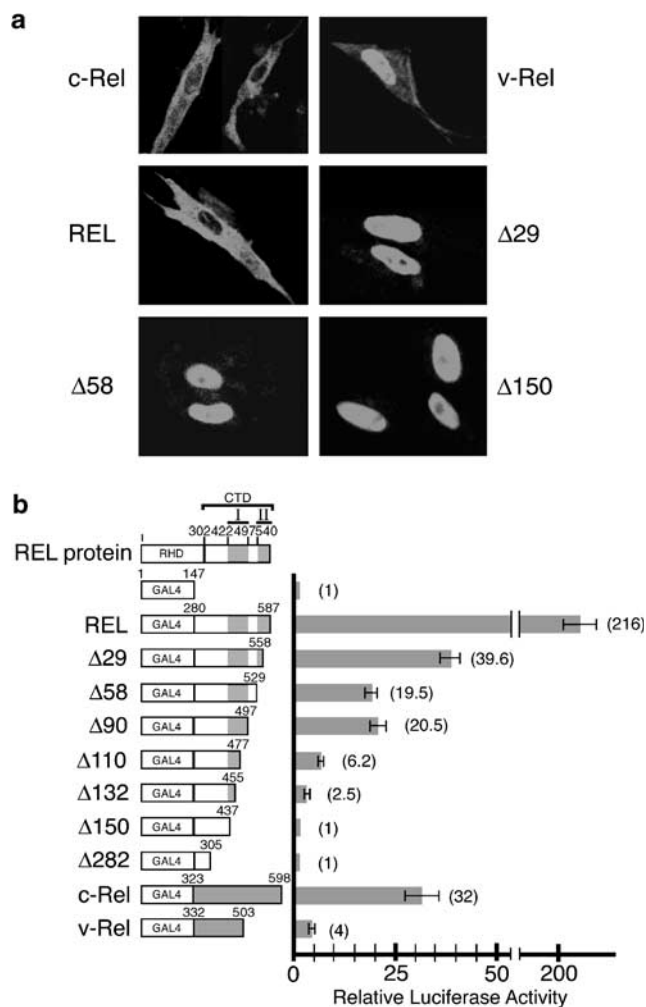 a
c-Rel
v-Rel
REL
Δ29
Δ58
Δ150
b
CTD
I II
302 422 497 540
REL protein RHD
1 147
GAL4 (1)
280 587
REL GAL4 (216)
558
Δ29 GAL4 (39.6)
529
Δ58 GAL4 (19.5)
497
Δ90 GAL4 (20.5)
477
Δ110 GAL4 (6.2)
455
Δ132 GAL4 (2.5)
437
Δ150 GAL4 (1)
305
Δ282 GAL4 (1)
323 598
c-Rel GAL4 (32)
332 503
v-Rel GAL4 (4)
0 25 50 200
Relative Luciferase Activity